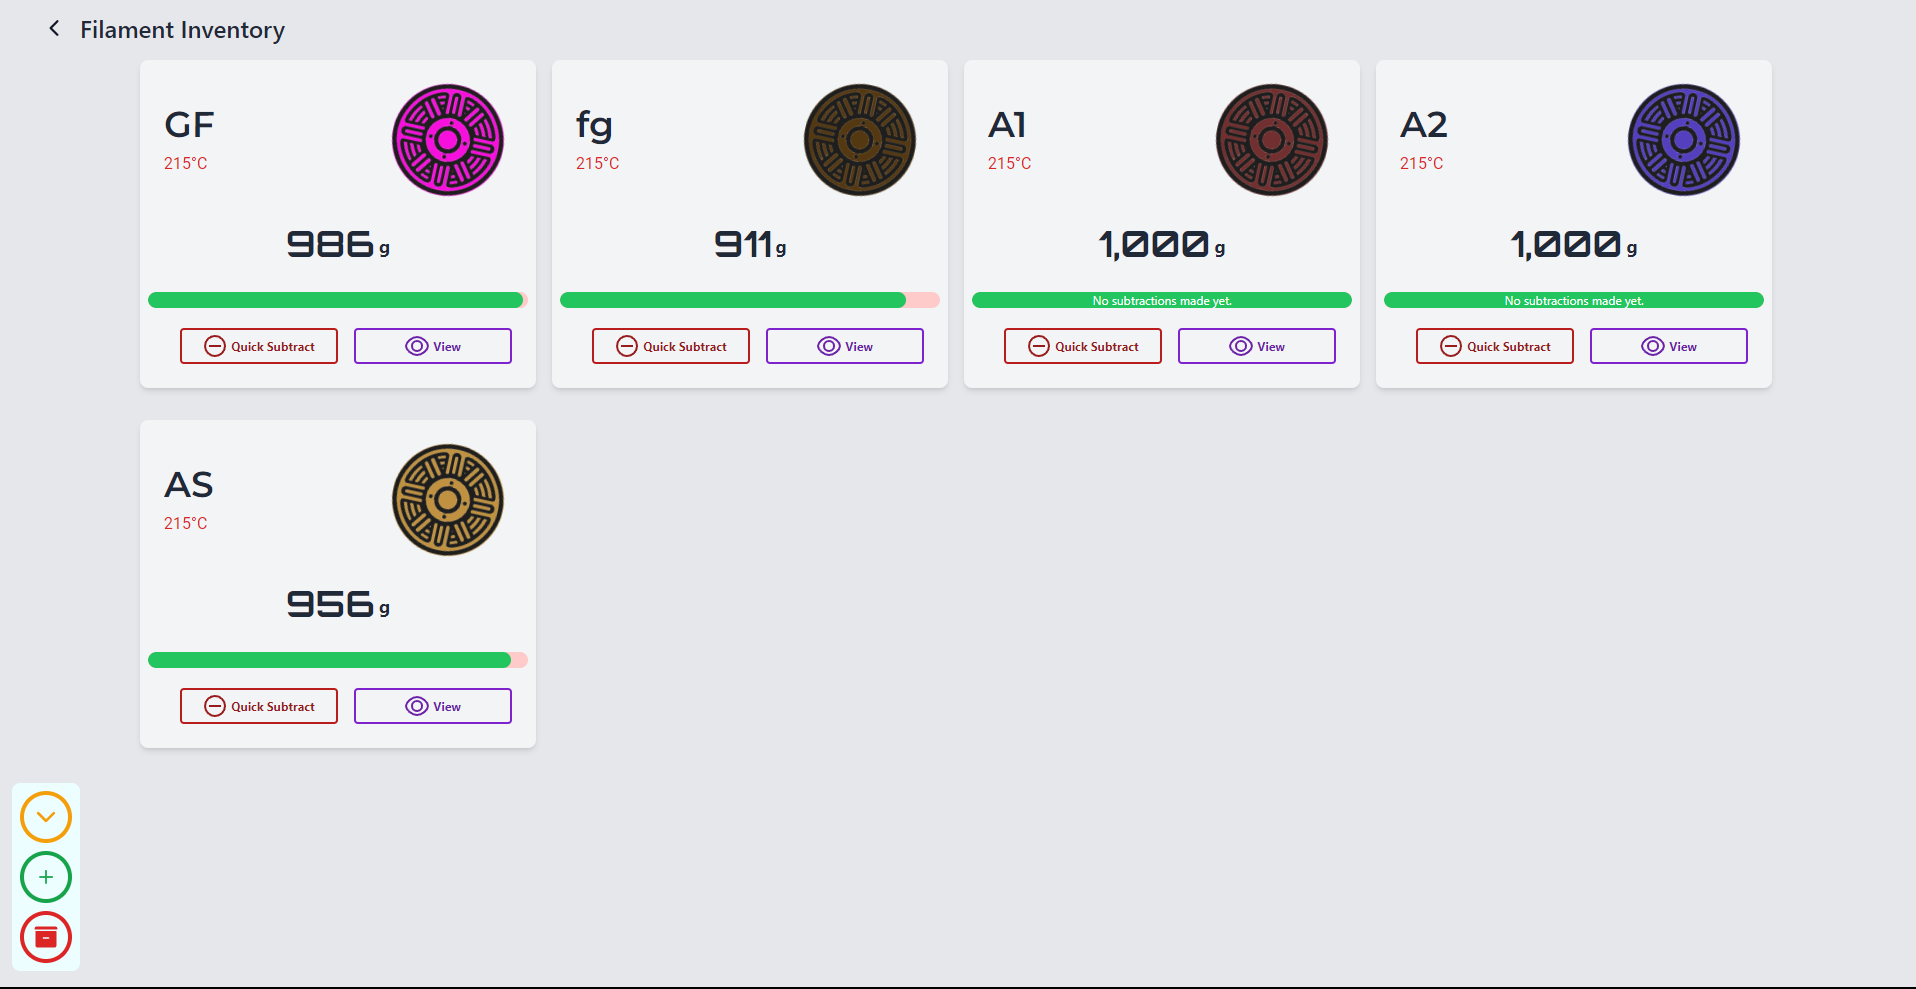 Filament Inventory
GF
215°C
986 g
Quick Subtract
View
fg
215°C
911 g
Quick Subtract
View
A1
215°C
1,000 g
No subtractions made yet.
Quick Subtract
View
A2
215°C
1,000 g
No subtractions made yet.
Quick Subtract
View
AS
215°C
956 g
Quick Subtract
View